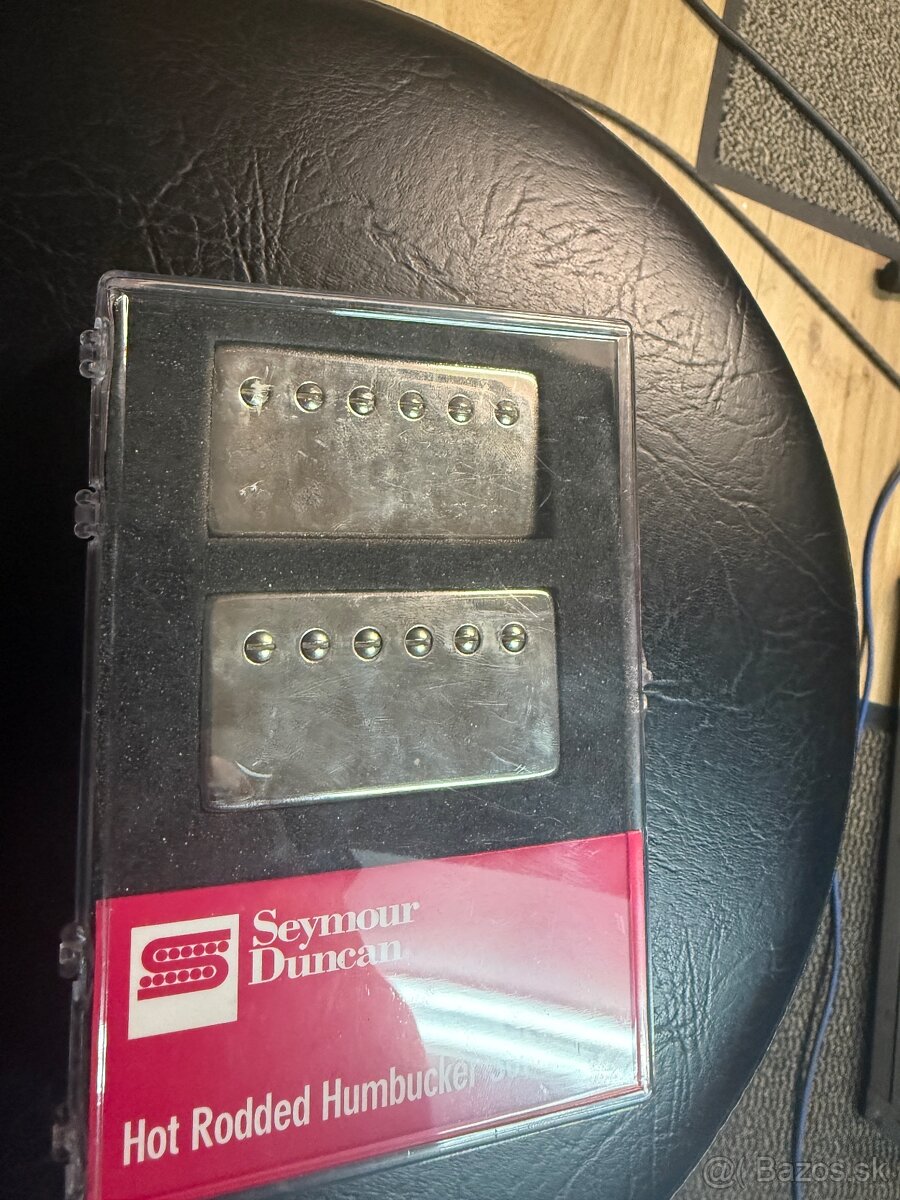 Seymour
Duncan
Hot Rodded Humbucker
@ Bazos.sk